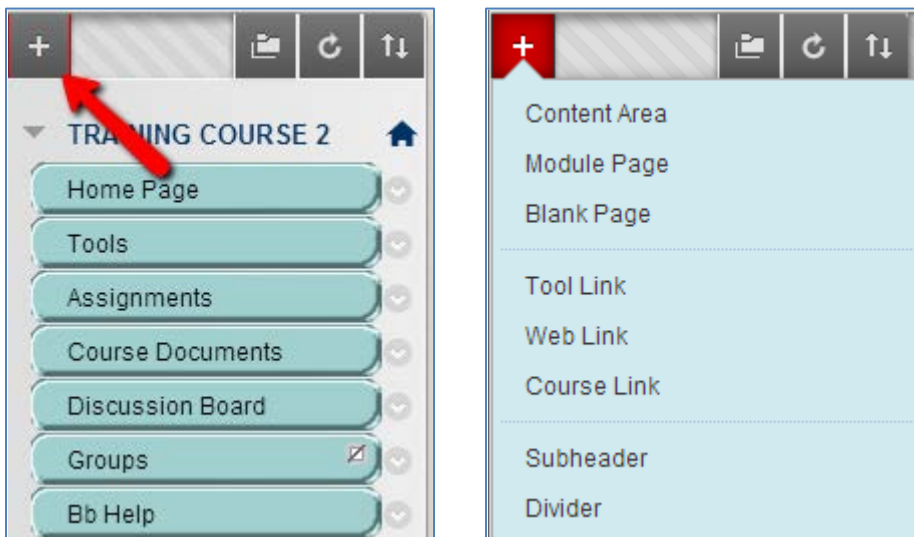 TRAINING COURSE 2
Home Page
Tools
Assignments
Course Documents
Discussion Board
Groups
Bb Help
Content Area
Module Page
Blank Page
Tool Link
Web Link
Course Link
Subheader
Divider